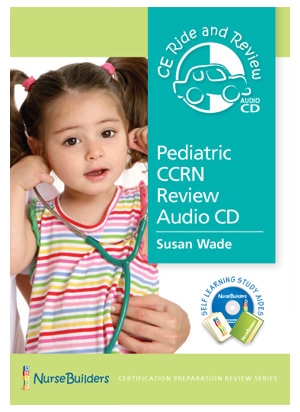 CE Ride and Review
AUDIO
CD
Pediatric
CCRN
Review
Audio CD
Susan Wade
SELF LEARNING STUDY AIDES
NurseBuilders
NurseBuilders CERTIFICATION PREPARATION REVIEW SERIES